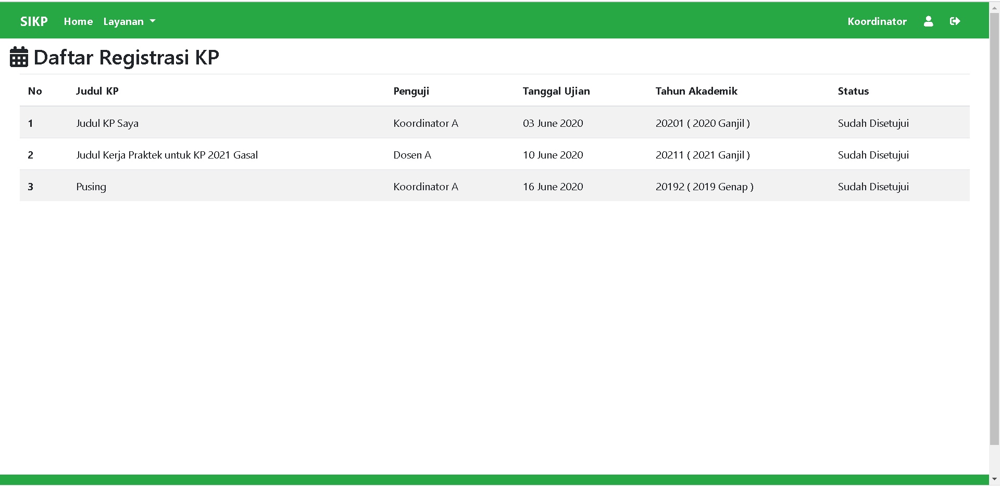 SIKP Home Layanan Koordinator
Daftar Registrasi KP
No Judul KP Penguji Tanggal Ujian Tahun Akademik Status
1 Judul KP Saya Koordinator A 03 June 2020 20201 ( 2020 Ganjil ) Sudah Disetujui
2 Judul Kerja Praktek untuk KP 2021 Gasal Dosen A 10 June 2020 20211 ( 2021 Ganjil ) Sudah Disetujui
3 Pusing Koordinator A 16 June 2020 20192 ( 2019 Genap ) Sudah Disetujui